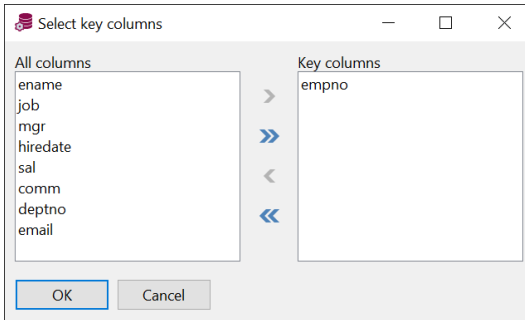 Select key columns
All columns
Key columns
ename
job
mgr
hiredate
sal
comm
deptno
email
empno
OK
Cancel